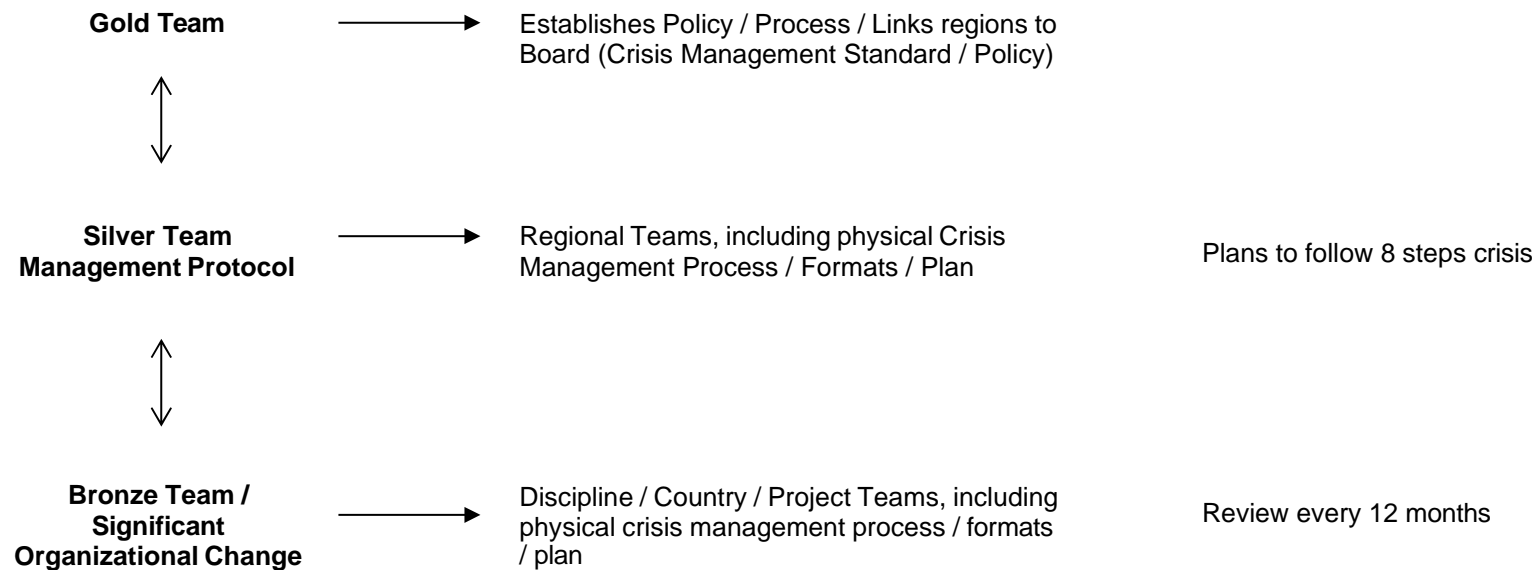 Gold Team
Establishes Policy / Process / Links regions to
Board (Crisis Management Standard / Policy)
Silver Team
Management Protocol
Regional Teams, including physical Crisis
Management Process / Formats / Plan
Plans to follow 8 steps crisis
Bronze Team /
Significant
Organizational Change
Discipline / Country / Project Teams, including
physical crisis management process / formats
/ plan
Review every 12 months